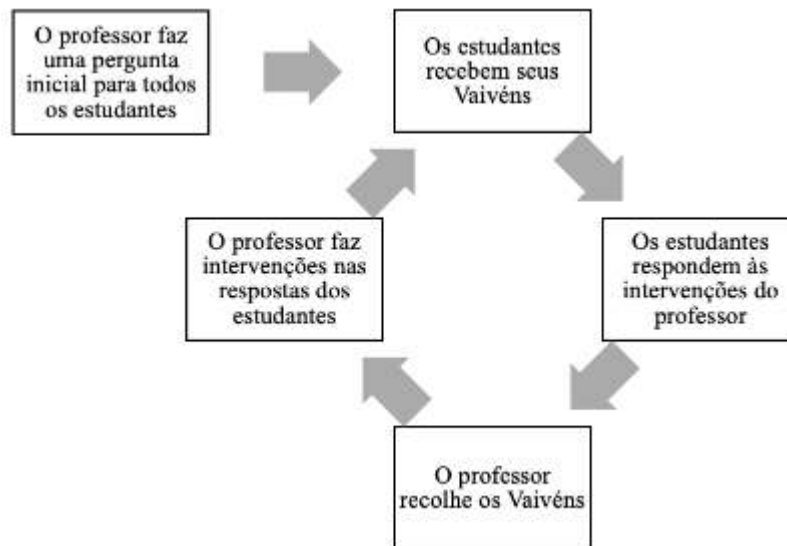 O professor faz
uma pergunta
inicial para todos
os estudantes
Os estudantes
recebem seus
Vaivéns
Os estudantes
respondem às
intervenções do
professor
O professor
recolhe os Vaivéns
O professor faz
intervenções nas
respostas dos
estudantes